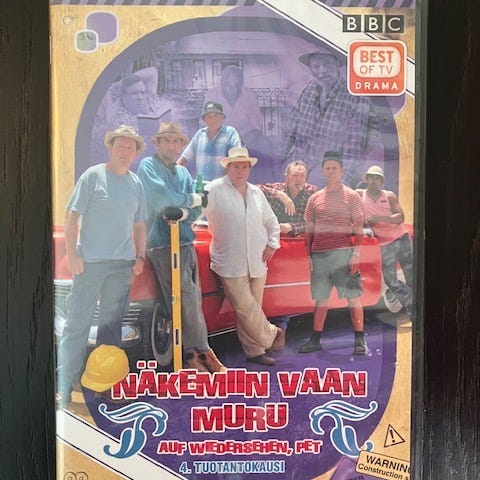 BBC
BEST
OF TV
DRAMA
NÄKEMIIN VAAN
MURU
AUF WIEDERSEHEN, PET
4. TUOTANTOKAUSI
WARNING
Construction